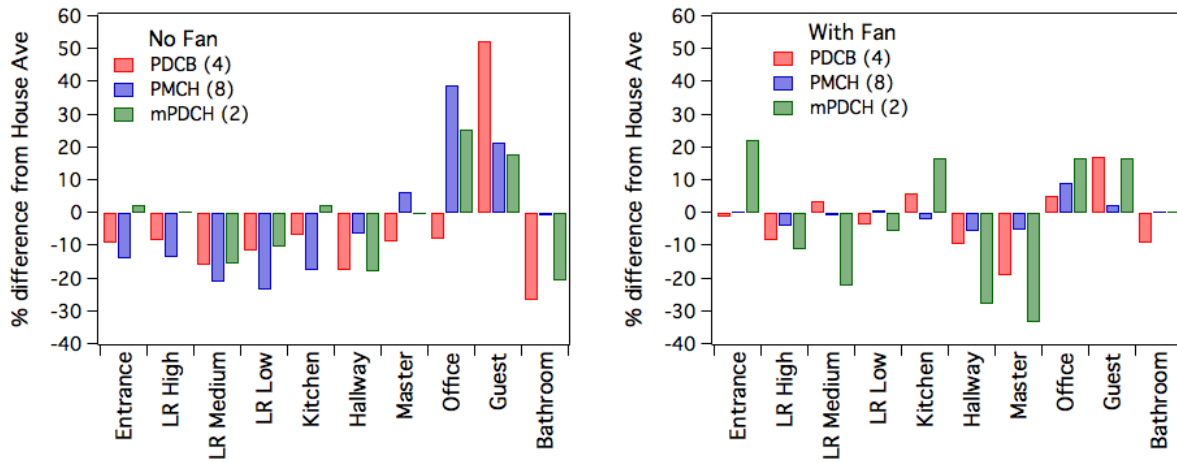 % difference from House Ave
60
50
40
30
20
10
0
-10
-20
-30
-40
No Fan
PDCB (4)
PMCH (8)
mPDCH (2)
Entrance
LR High
LR Medium
LR Low
Kitchen
Hallway
Master
Office
Guest
Bathroom
% difference from House Ave
60
50
40
30
20
10
0
-10
-20
-30
-40
With Fan
PDCB (4)
PMCH (8)
mPDCH (2)
Entrance
LR High
LR Medium
LR Low
Kitchen
Hallway
Master
Office
Guest
Bathroom